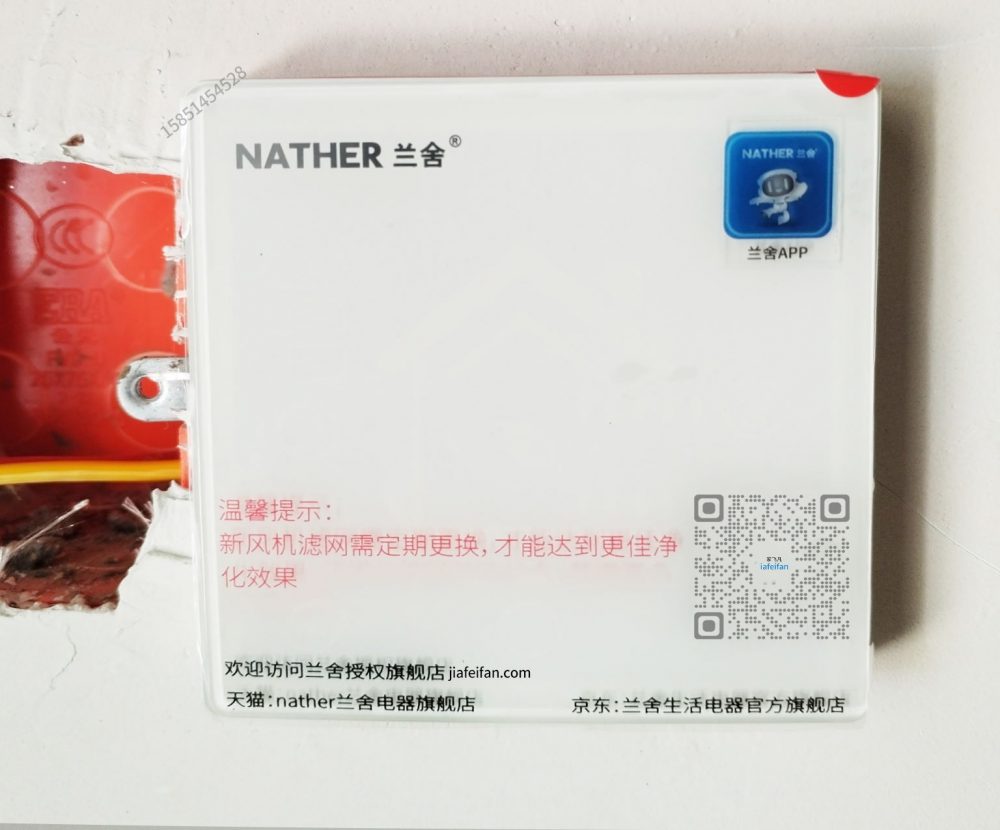 15851454528
NATHER 兰舍®
NATHER 兰舍
兰舍APP
温馨提示：
新风机滤网需定期更换，才能达到更佳净
化效果
iafeifan
欢迎访问兰舍授权旗舰店 jiafeifan.com
天猫：nather兰舍电器旗舰店
京东：兰舍生活电器官方旗舰店